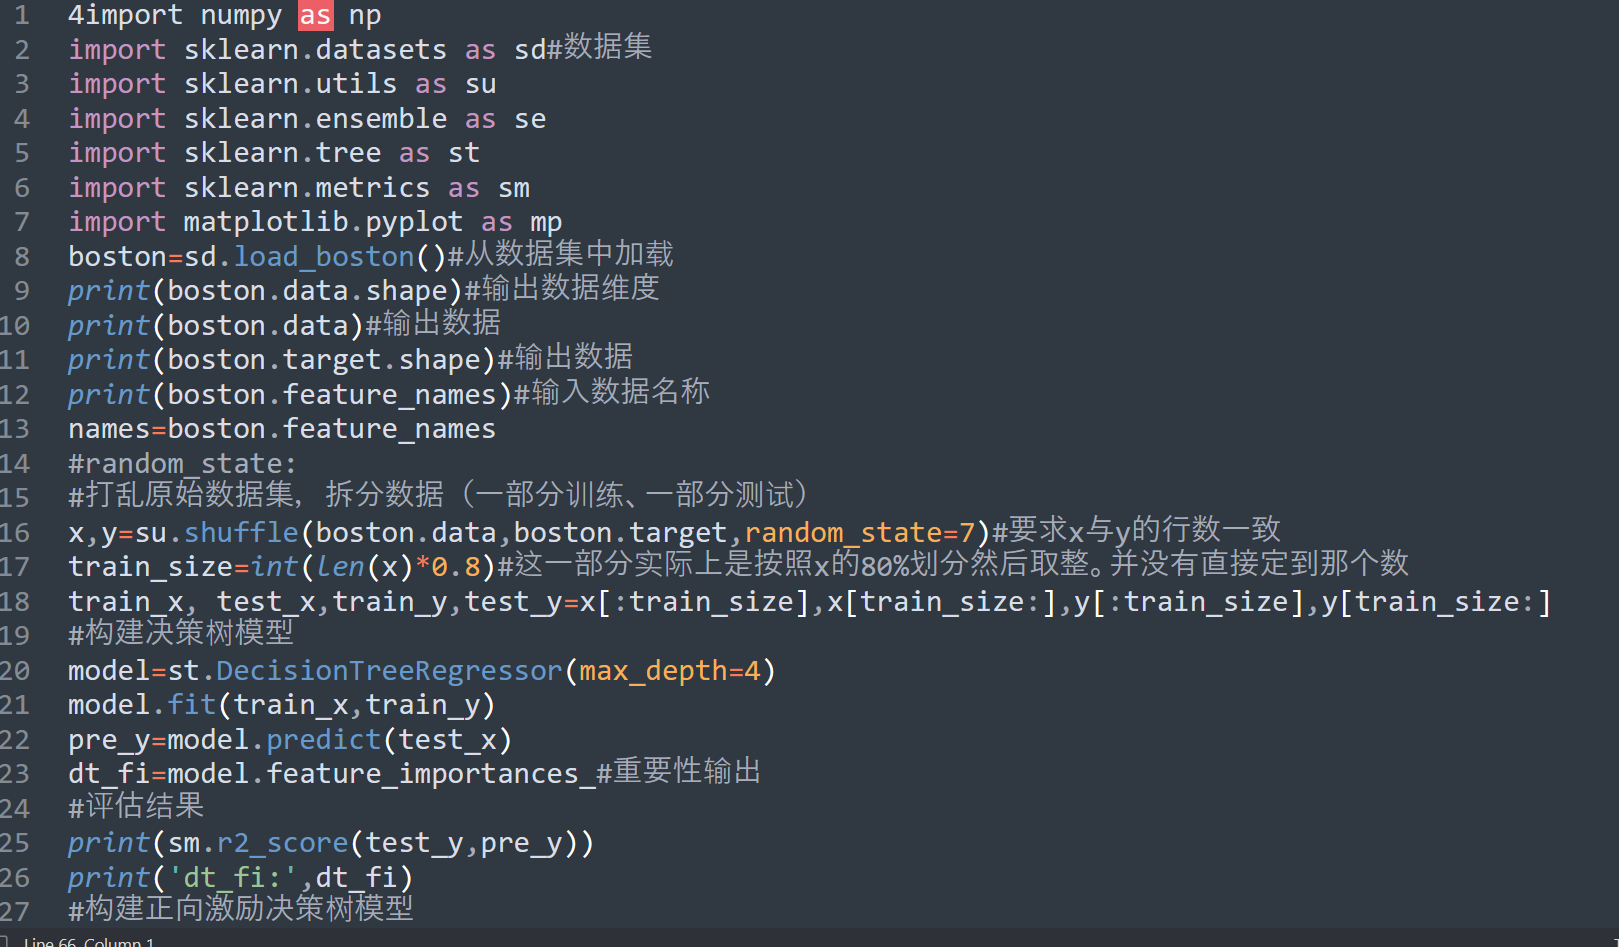 1 4import numpy as np
2 import sklearn.datasets as sd#数据集
3 import sklearn.utils as su
4 import sklearn.ensemble as se
5 import sklearn.tree as st
6 import sklearn.metrics as sm
7 import matplotlib.pyplot as mp
8 boston=sd.load_boston()#从数据集中加载
9 print(boston.data.shape)#输出数据维度
10 print(boston.data)#输出数据
11 print(boston.target.shape)#输出数据
12 print(boston.feature_names)#输入数据名称
13 names=boston.feature_names
14 #random_state:
15 #打乱原始数据集，拆分数据（一部分训练、一部分测试）
16 x,y=su.shuffle(boston.data,boston.target,random_state=7)#要求x与y的行数一致
17 train_size=int(len(x)*0.8)#这一部分实际上是按照x的80%划分然后取整。并没有直接定到那个数
18 train_x, test_x,train_y,test_y=x[:train_size],x[train_size:],y[:train_size],y[train_size:]
19 #构建决策树模型
20 model=st.DecisionTreeRegressor(max_depth=4)
21 model.fit(train_x,train_y)
22 pre_y=model.predict(test_x)
23 dt_fi=model.feature_importances_#重要性输出
24 #评估结果
25 print(sm.r2_score(test_y,pre_y))
26 print('dt_fi:',dt_fi)
27 #构建正向激励决策树模型
Line 66, Column 1